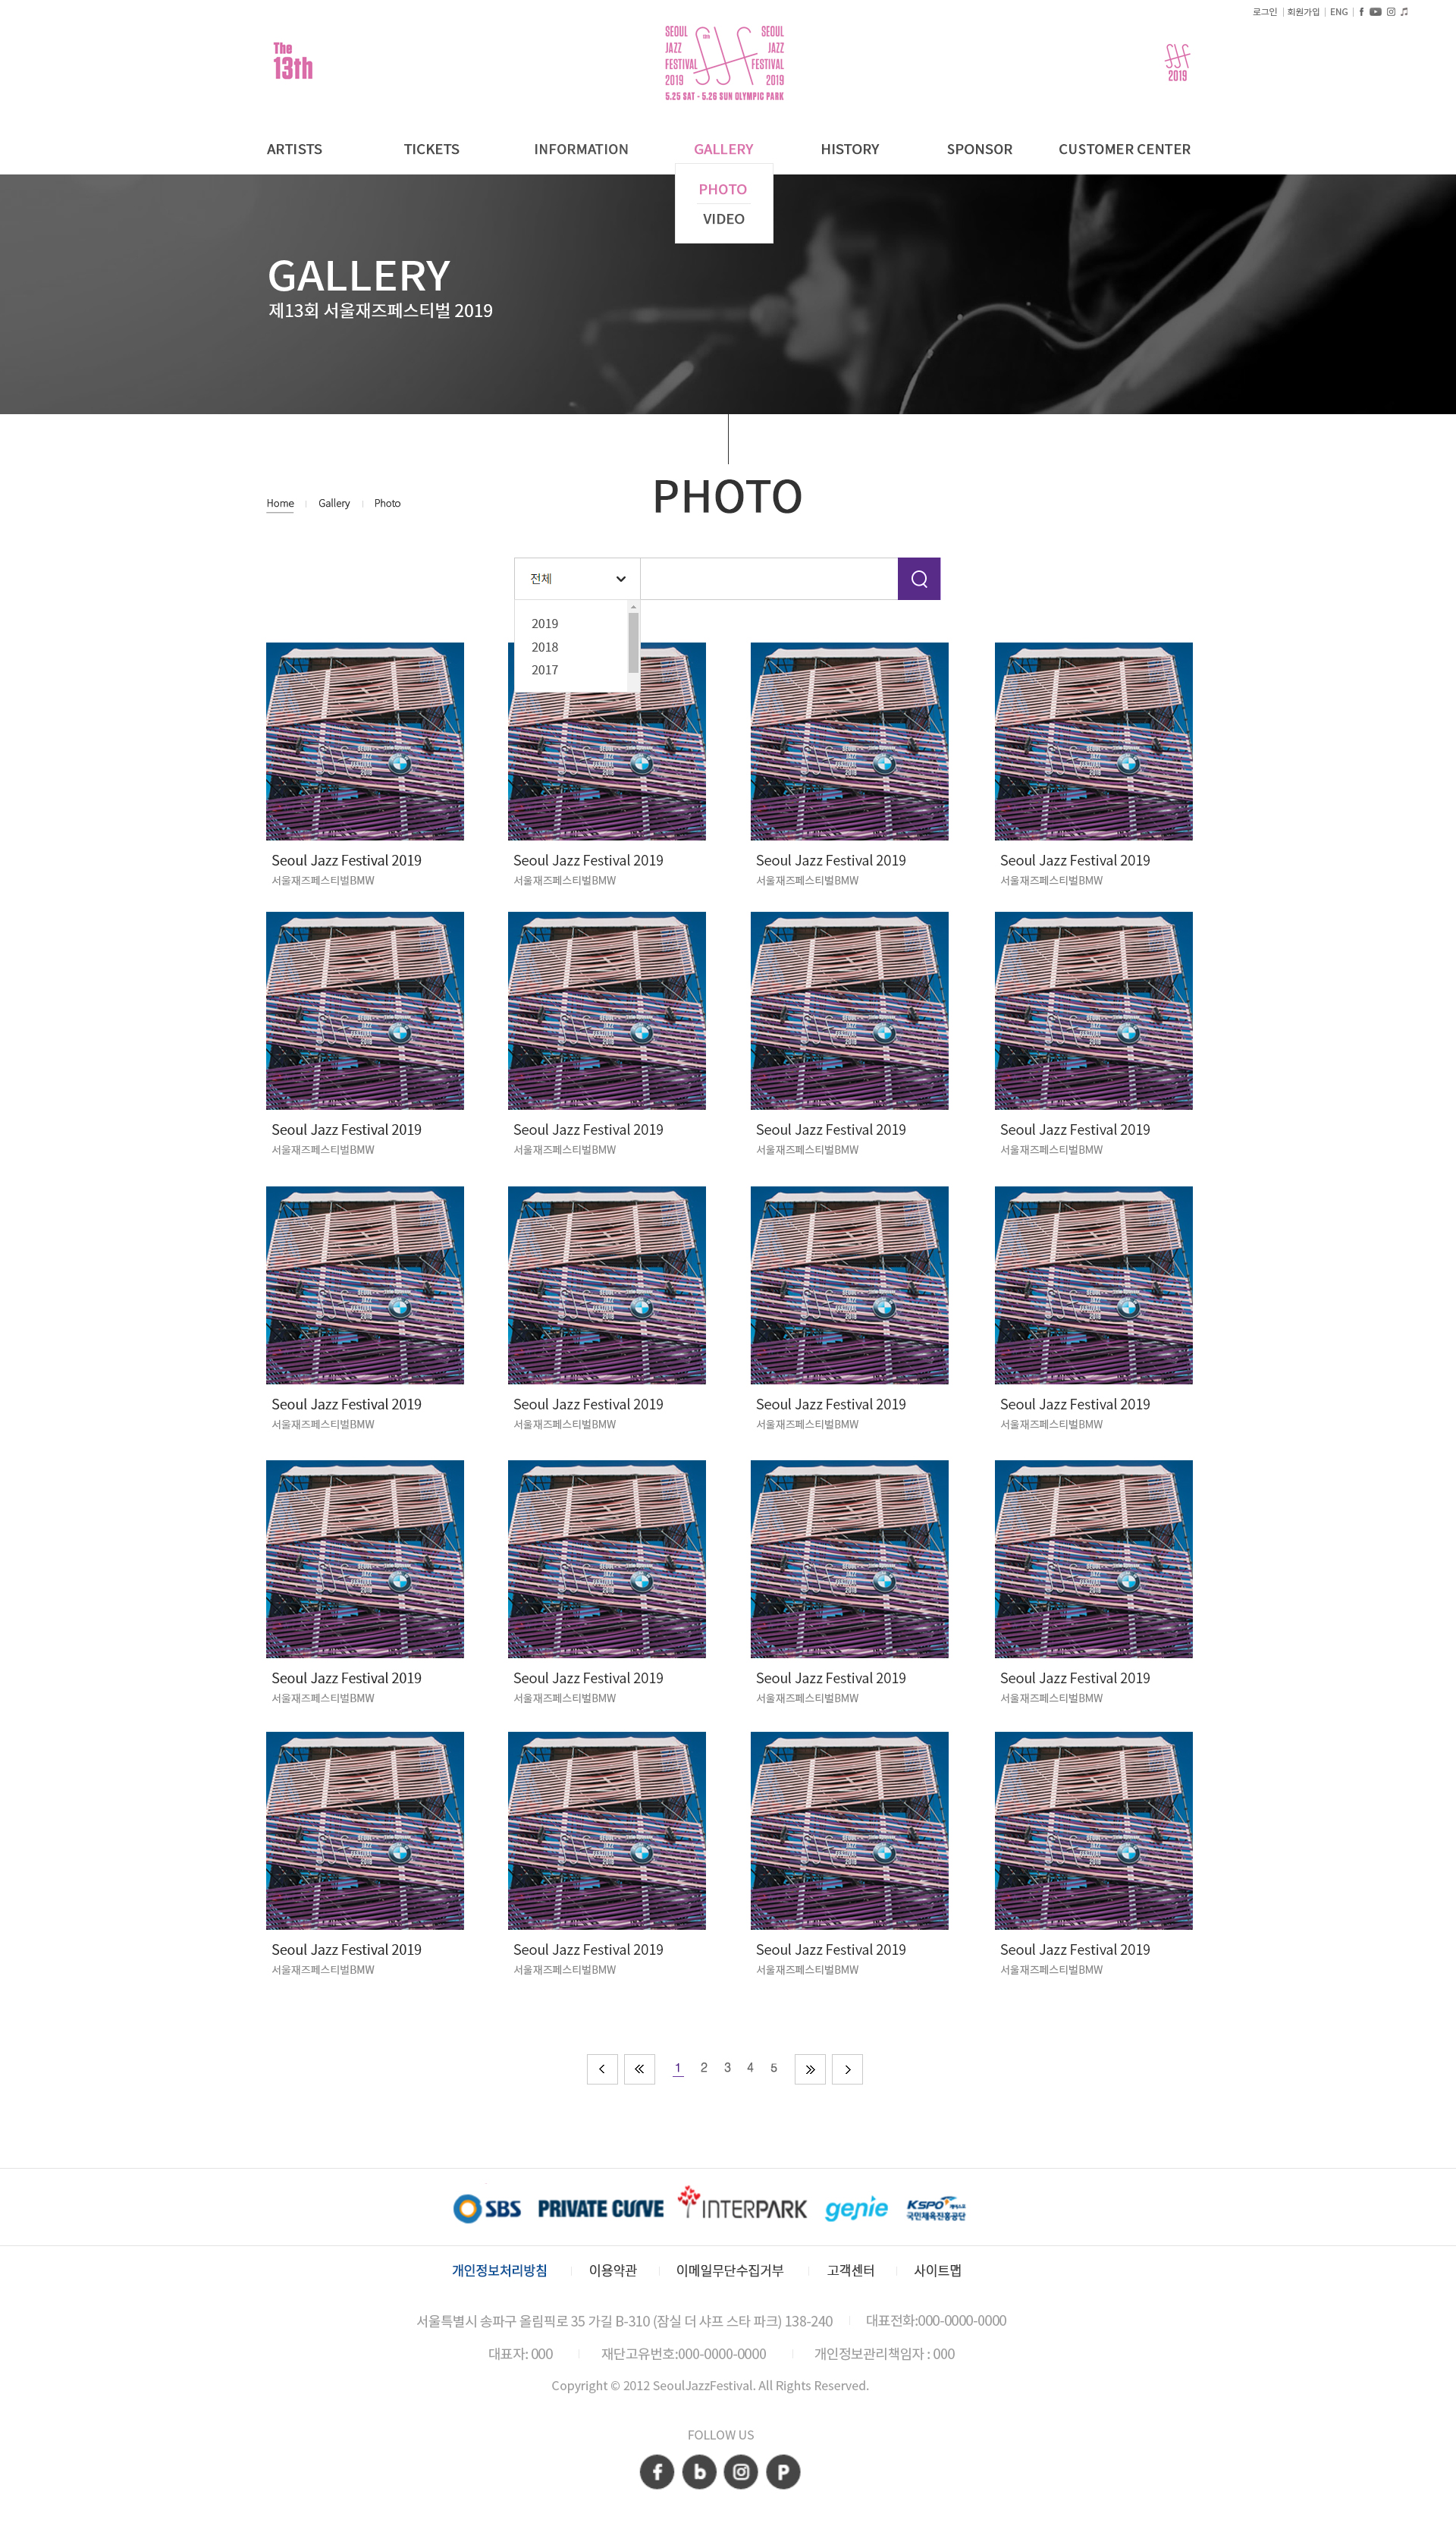 로그인 회원가입 ENG
The
13th
SEOUL
JAZZ
FESTIVAL
2019
SEOUL
JAZZ
FESTIVAL
2019
5.25 SAT - 5.26 SUN OLYMPIC PARK
2019
ARTISTS TICKETS INFORMATION GALLERY HISTORY SPONSOR CUSTOMER CENTER
PHOTO
VIDEO
GALLERY
제13회 서울재즈페스티벌 2019
Home Gallery Photo
PHOTO
전체
2019
2018
2017
Seoul Jazz Festival 2019 Seoul Jazz Festival 2019 Seoul Jazz Festival 2019 Seoul Jazz Festival 2019
서울재즈페스티벌BMW 서울재즈페스티벌BMW 서울재즈페스티벌BMW 서울재즈페스티벌BMW
Seoul Jazz Festival 2019 Seoul Jazz Festival 2019 Seoul Jazz Festival 2019 Seoul Jazz Festival 2019
서울재즈페스티벌BMW 서울재즈페스티벌BMW 서울재즈페스티벌BMW 서울재즈페스티벌BMW
Seoul Jazz Festival 2019 Seoul Jazz Festival 2019 Seoul Jazz Festival 2019 Seoul Jazz Festival 2019
서울재즈페스티벌BMW 서울재즈페스티벌BMW 서울재즈페스티벌BMW 서울재즈페스티벌BMW
Seoul Jazz Festival 2019 Seoul Jazz Festival 2019 Seoul Jazz Festival 2019 Seoul Jazz Festival 2019
서울재즈페스티벌BMW 서울재즈페스티벌BMW 서울재즈페스티벌BMW 서울재즈페스티벌BMW
Seoul Jazz Festival 2019 Seoul Jazz Festival 2019 Seoul Jazz Festival 2019 Seoul Jazz Festival 2019
서울재즈페스티벌BMW 서울재즈페스티벌BMW 서울재즈페스티벌BMW 서울재즈페스티벌BMW
1 2 3 4 5
SBS PRIVATE CURVE INTERPARK genie KSPO 국민체육진흥공단
개인정보처리방침 이용약관 이메일무단수집거부 고객센터 사이트맵
서울특별시 송파구 올림픽로 35 가길 B-310 (잠실 더 샤프 스타 파크) 138-240 대표전화:000-0000-0000
대표자: 000 재단고유번호:000-0000-0000 개인정보관리책임자 : 000
Copyright © 2012 SeoulJazzFestival. All Rights Reserved.
FOLLOW US